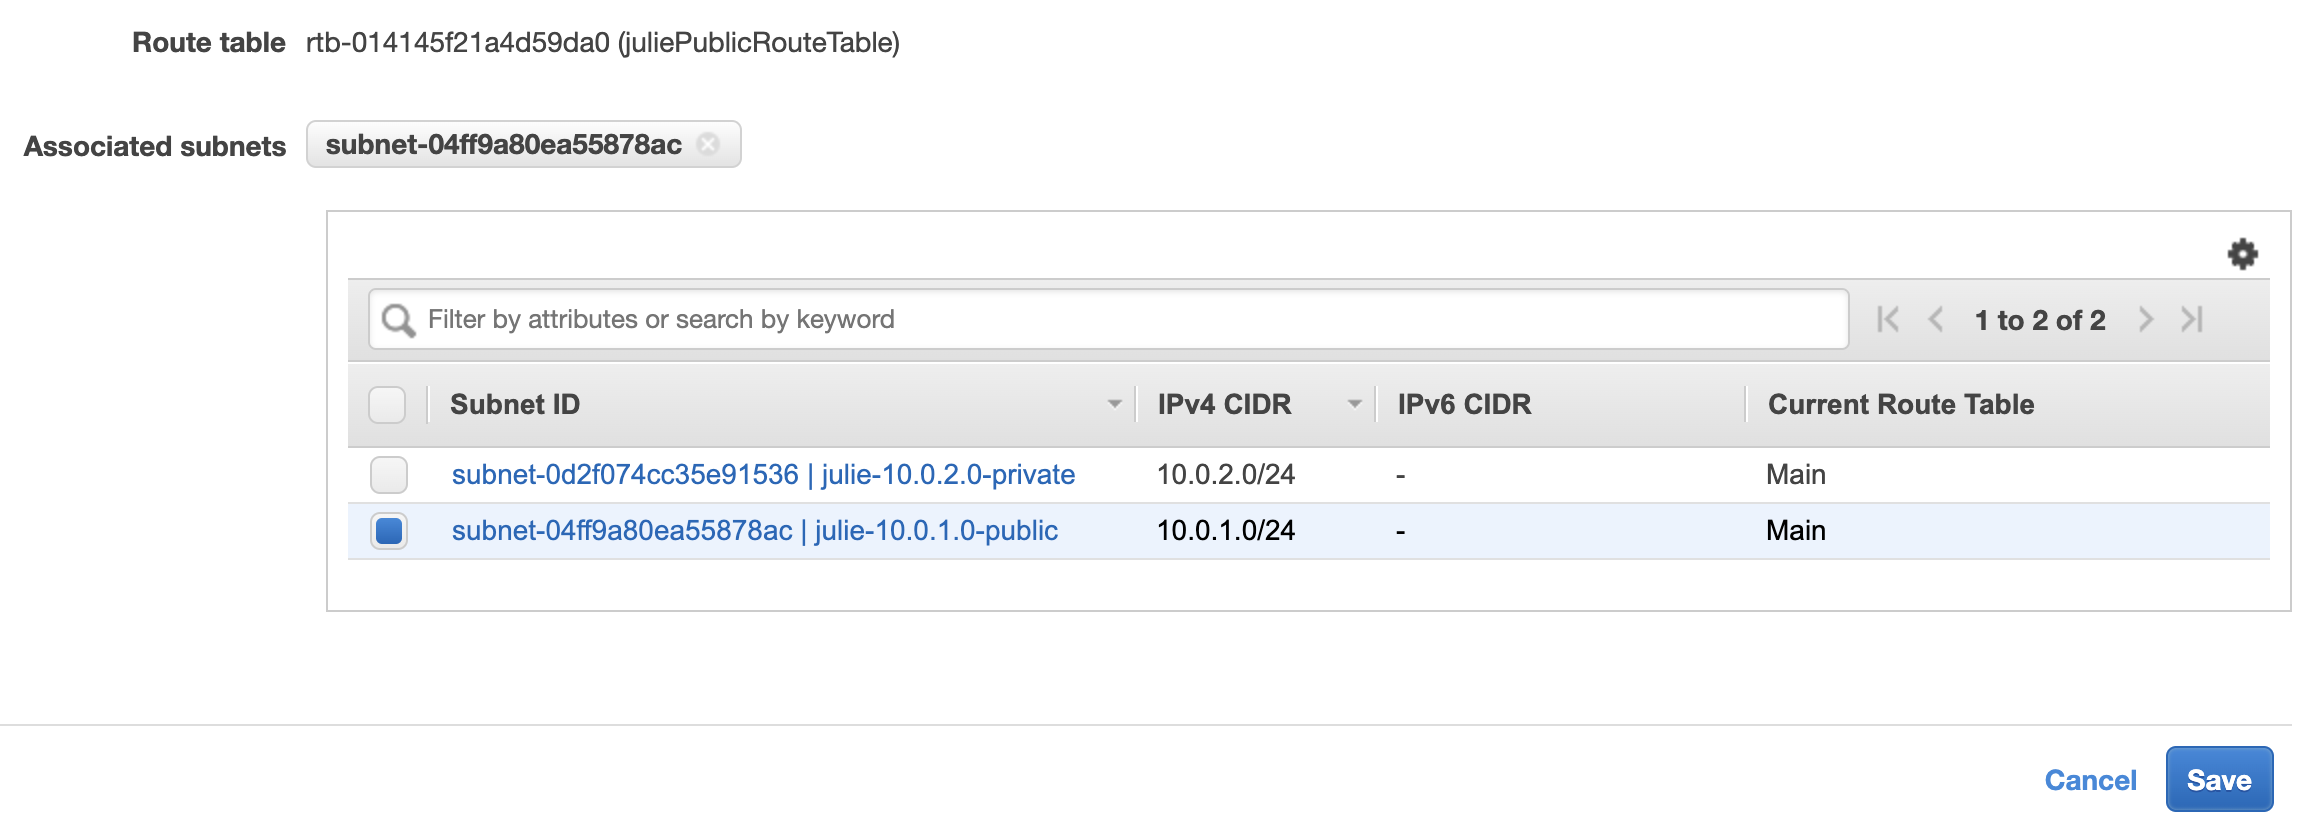 Route table rtb-014145f21a4d59da0 (juliePublicRouteTable)
Associated subnets subnet-04ff9a80ea55878ac
Filter by attributes or search by keyword 1 to 2 of 2
Subnet ID IPv4 CIDR IPv6 CIDR Current Route Table
subnet-0d2f074cc35e91536 | julie-10.0.2.0-private 10.0.2.0/24 - Main
subnet-04ff9a80ea55878ac | julie-10.0.1.0-public 10.0.1.0/24 - Main
Cancel Save